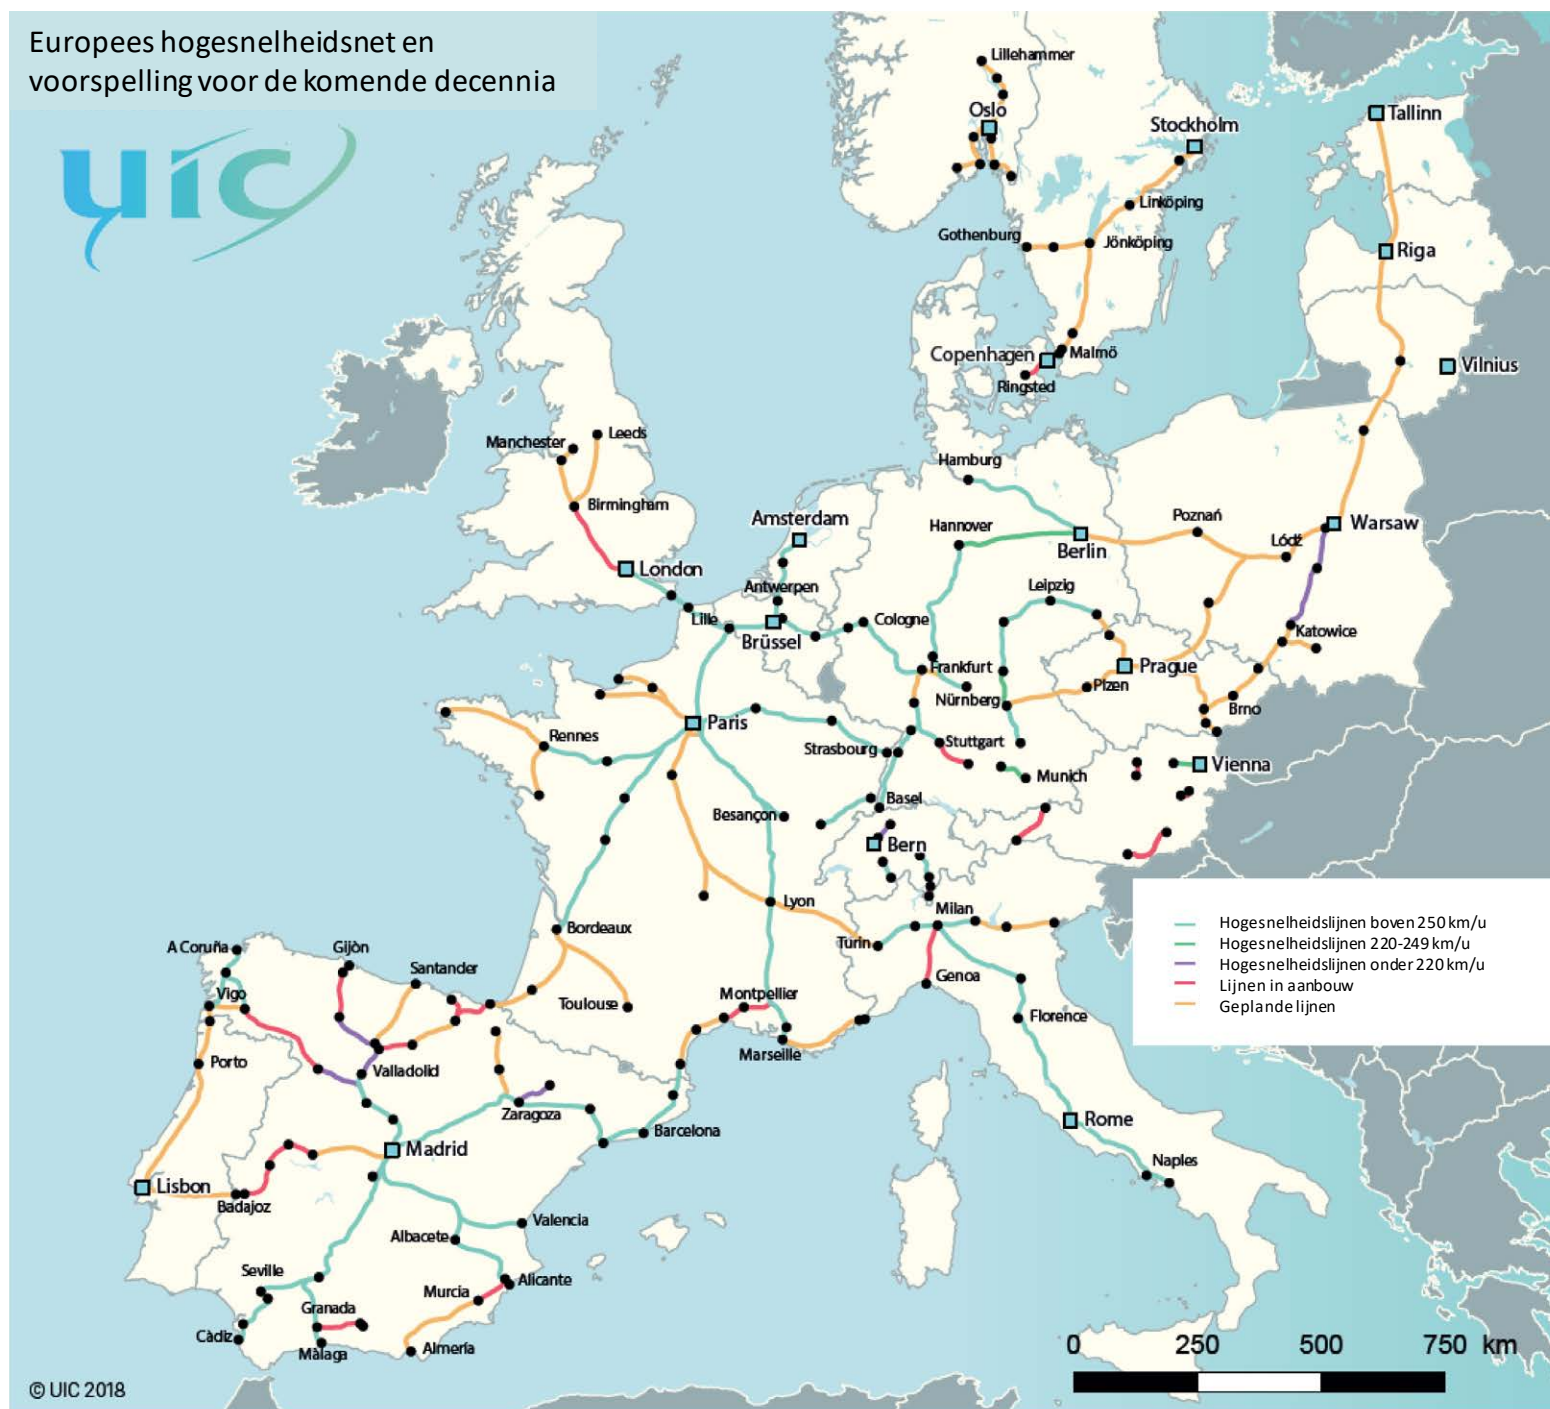 Europees hogesnelheidsnet en
voorspelling voor de komende decennia
uic
Lillehammer
Oslo
Stockholm
Tallinn
Linköping
Gothenburg
Jönköping
Riga
Copenhagen
Malmö
Ringsted
Vilnius
Manchester
Leeds
Hamburg
Birmingham
Amsterdam
Hannover
Poznań
Warsaw
Berlin
Lódź
London
Antwerpen
Leipzig
Lille
Cologne
Katowice
Brüssel
Frankfurt
Prague
Plzen
Nürnberg
Brno
Paris
Rennes
Strasbourg
Stuttgart
Vienna
Munich
Basel
Besançon
Bern
Lyon
Milan
Bordeaux
Turin
A Coruña
Gijòn
Santander
Genoa
Vigo
Toulouse
Montpellier
Florence
Marseille
Porto
Valladolid
Zaragoza
Barcelona
Rome
Madrid
Naples
Lisbon
Badajoz
Valencia
Albacete
Seville
Alicante
Murcia
Granada
Càdiz
Màlaga
Almería
Hogesnelheidslijnen boven 250 km/u
Hogesnelheidslijnen 220-249 km/u
Hogesnelheidslijnen onder 220 km/u
Lijnen in aanbouw
Geplande lijnen
0 250 500 750 km
© UIC 2018